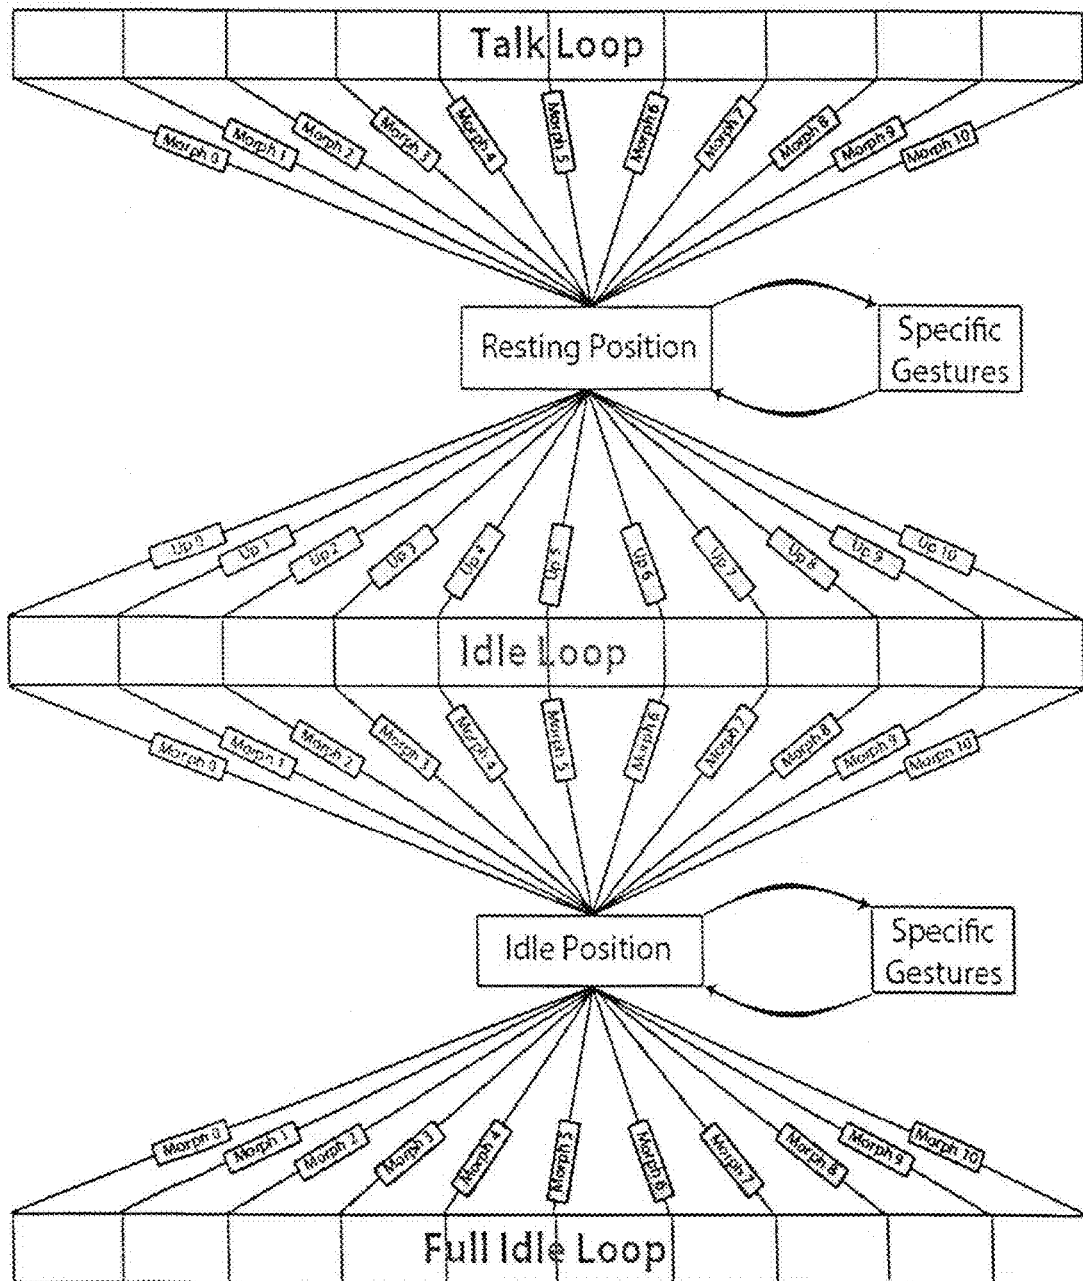 Talk Loop
Morph 0
Morph 1
Morph 2
Morph 3
Morph 4
Morph 5
Morph 6
Morph 7
Morph 8
Morph 9
Morph 10
Resting Position
Specific
Gestures
Up 0
Up 1
Up 2
Up 3
Up 4
Up 5
Up 6
Up 7
Up 8
Up 9
Up 10
Idle Loop
Morph 0
Morph 1
Morph 2
Morph 3
Morph 4
Morph 5
Morph 6
Morph 7
Morph 8
Morph 9
Morph 10
Idle Position
Specific
Gestures
Morph 0
Morph 1
Morph 2
Morph 3
Morph 4
Morph 5
Morph 6
Morph 7
Morph 8
Morph 9
Morph 10
Full Idle Loop